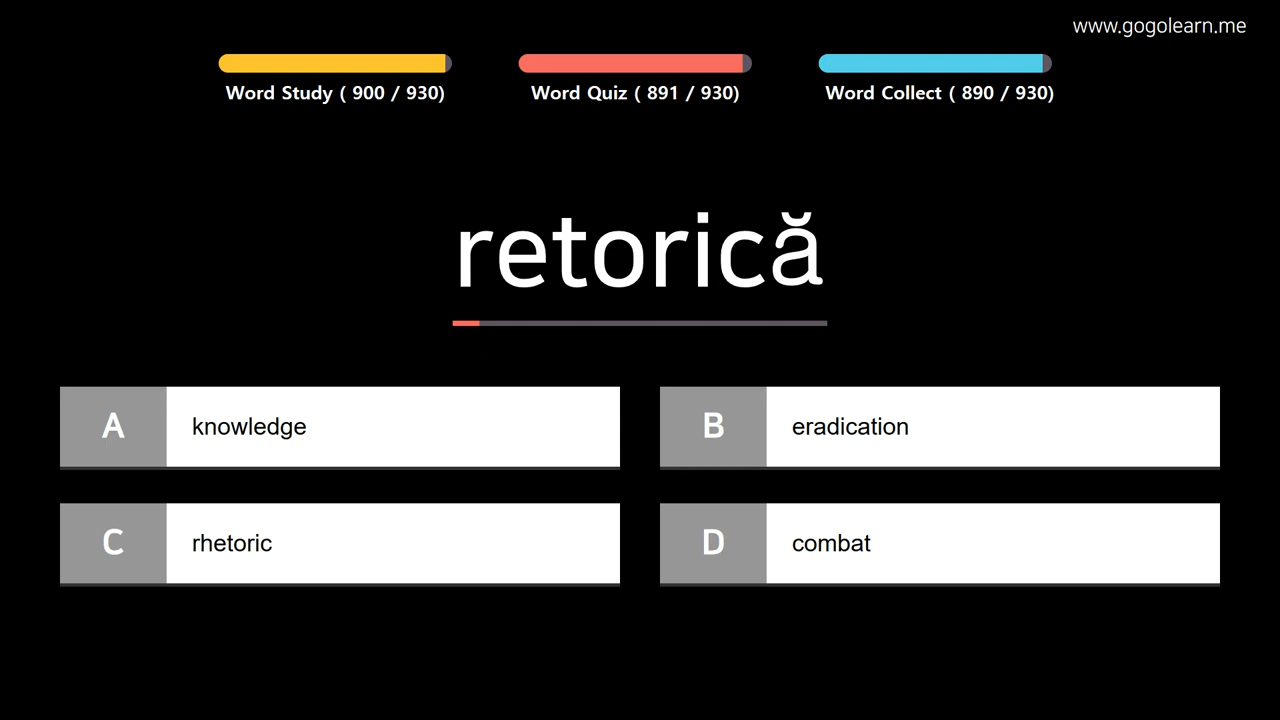 www.gogolearn.me
Word Study ( 900 / 930)
Word Quiz ( 891 / 930)
Word Collect ( 890 / 930)
retorică
A knowledge
B eradication
C rhetoric
D combat